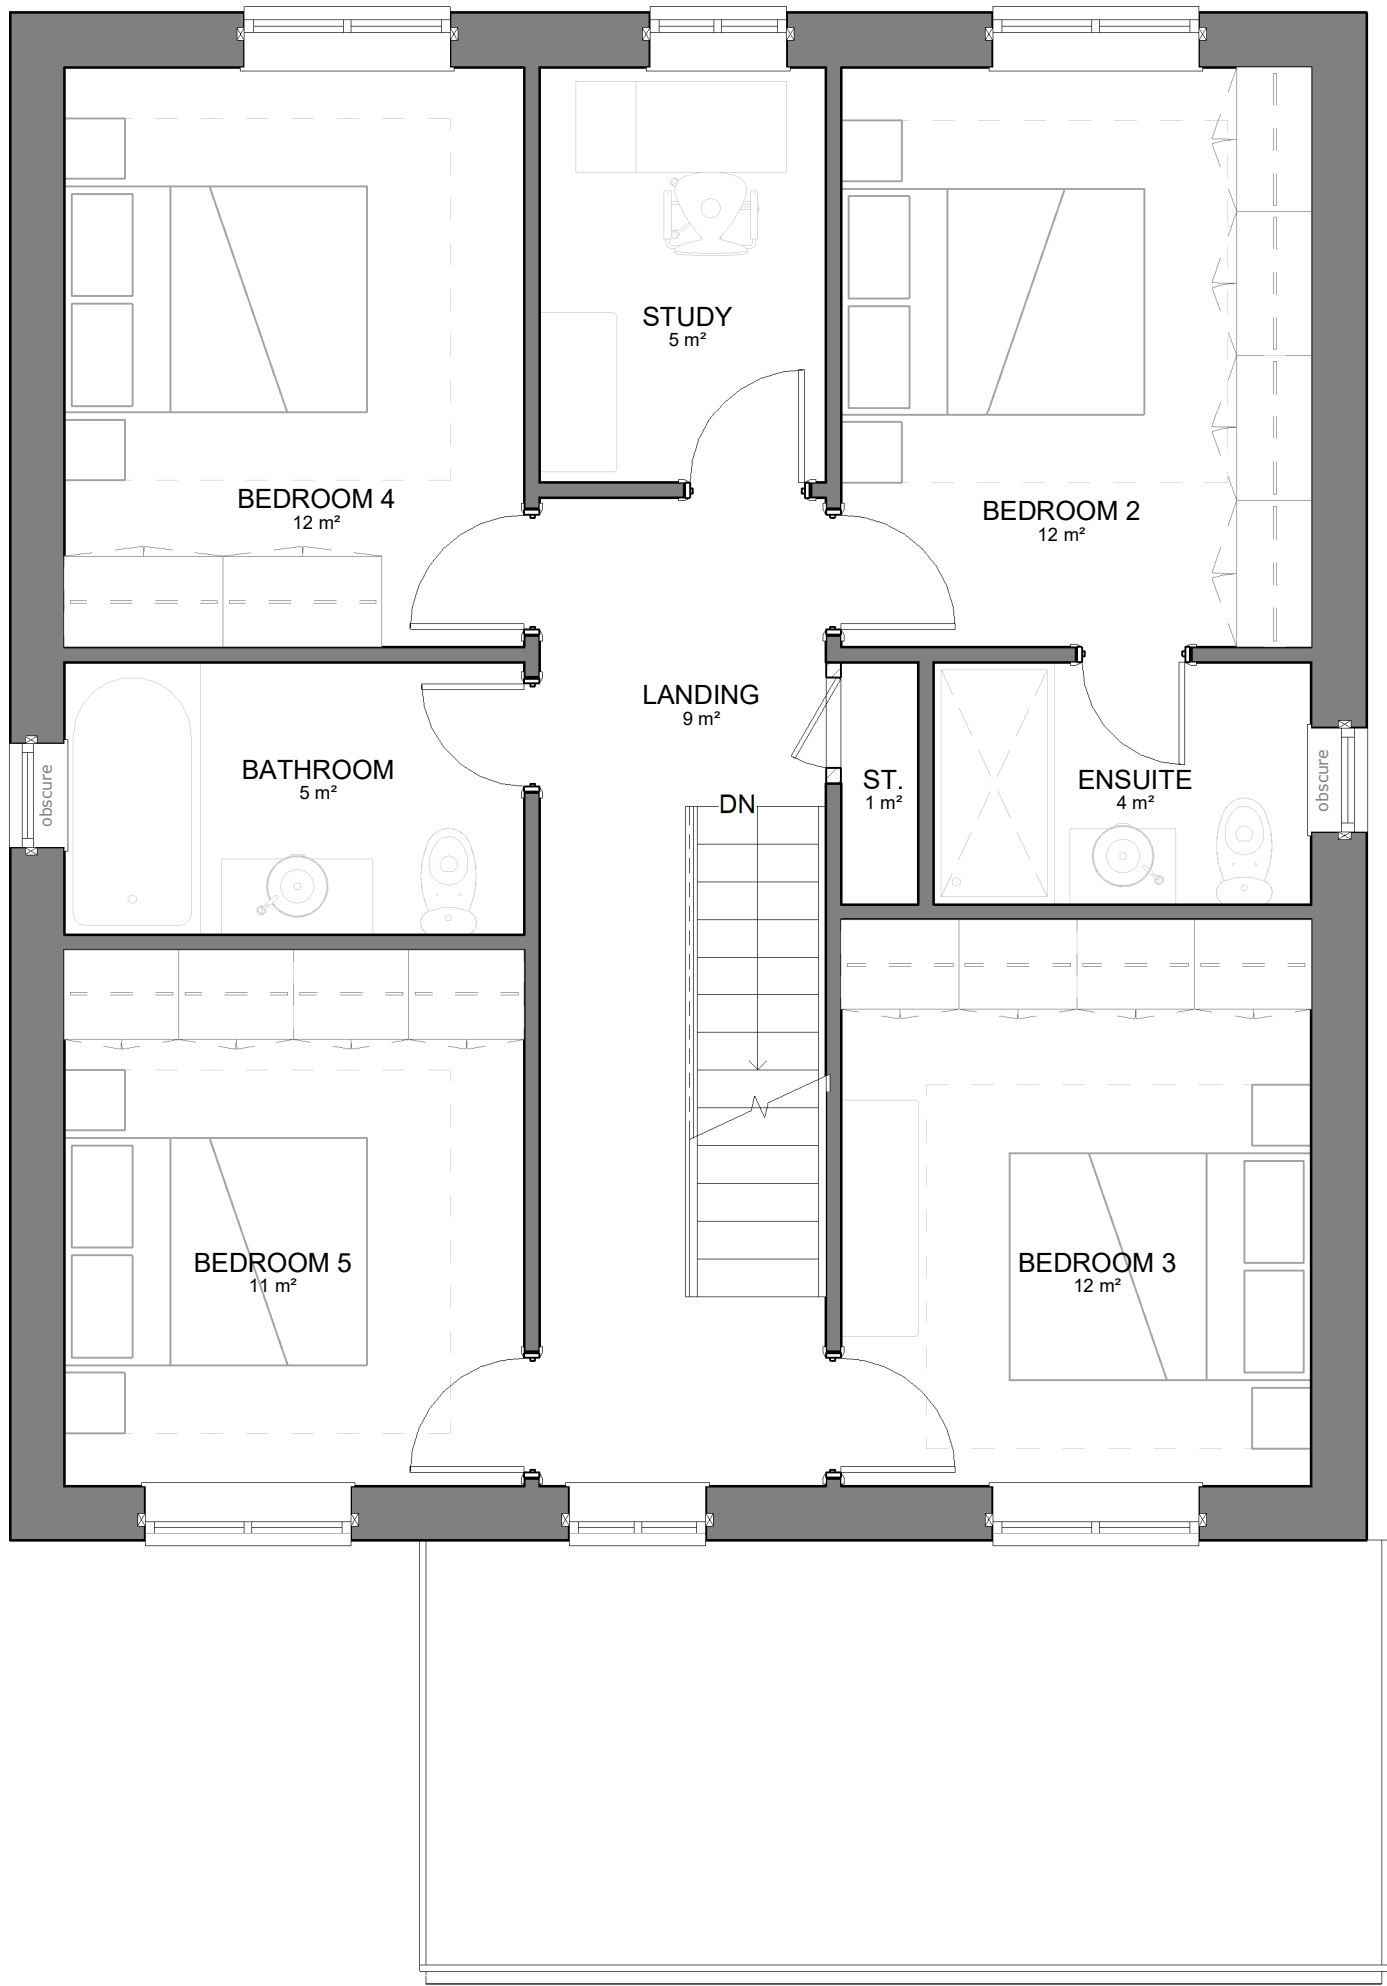 STUDY
5 m²
BEDROOM 4
12 m²
BEDROOM 2
12 m²
LANDING
9 m²
BATHROOM
5 m²
obscure
DN
ST.
1 m²
ENSUITE
4 m²
obscure
BEDROOM 5
11 m²
BEDROOM 3
12 m²